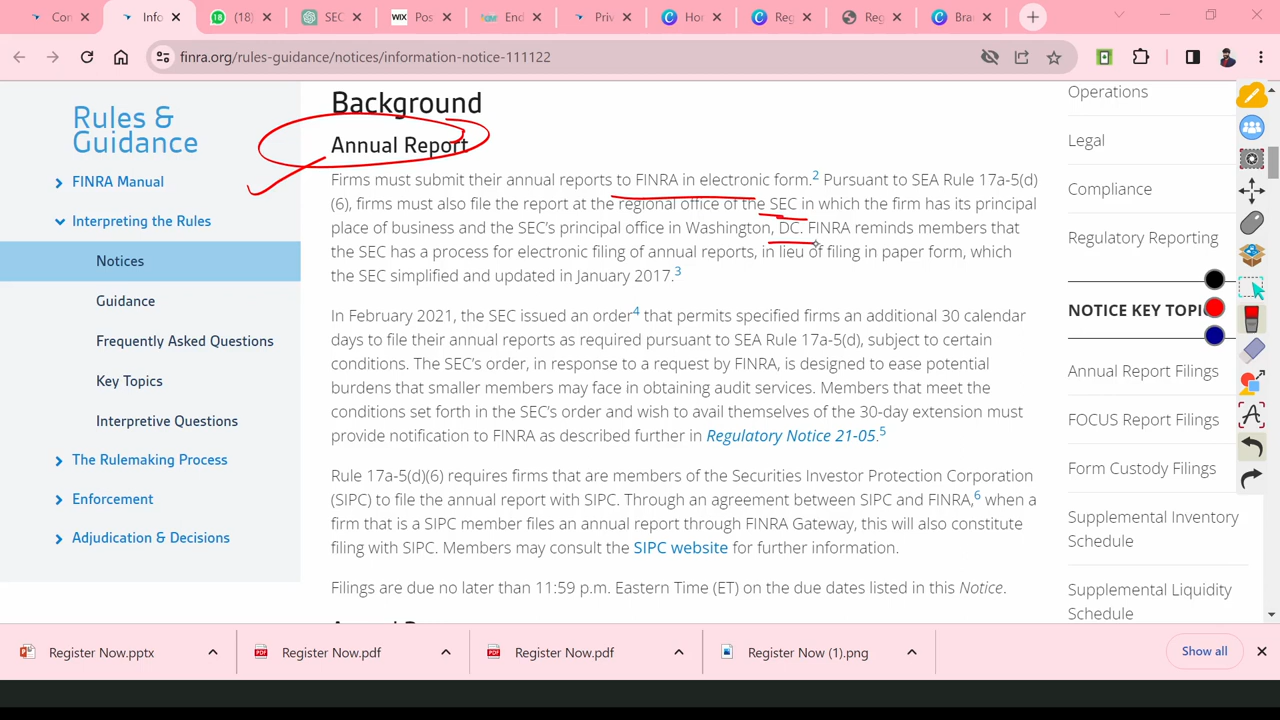 Con
Info
(18)
SEC
WIX Pos
End
Priv
Hor
Reg
Reg
Bra
finra.org/rules-guidance/notices/information-notice-111122
Rules &
Guidance
FINRA Manual
Interpreting the Rules
Notices
Guidance
Frequently Asked Questions
Key Topics
Interpretive Questions
The Rulemaking Process
Enforcement
Adjudication & Decisions
Background
Annual Report
Firms must submit their annual reports to FINRA in electronic form.2 Pursuant to SEA Rule 17a-5(d)
(6), firms must also file the report at the regional office of the SEC in which the firm has its principal
place of business and the SEC's principal office in Washington, DC. FINRA reminds members that
the SEC has a process for electronic filing of annual reports, in lieu of filing in paper form, which
the SEC simplified and updated in January 2017.3
In February 2021, the SEC issued an order4 that permits specified firms an additional 30 calendar
days to file their annual reports as required pursuant to SEA Rule 17a-5(d), subject to certain
conditions. The SEC's order, in response to a request by FINRA, is designed to ease potential
burdens that smaller members may face in obtaining audit services. Members that meet the
conditions set forth in the SEC's order and wish to avail themselves of the 30-day extension must
provide notification to FINRA as described further in Regulatory Notice 21-05.5
Rule 17a-5(d)(6) requires firms that are members of the Securities Investor Protection Corporation
(SIPC) to file the annual report with SIPC. Through an agreement between SIPC and FINRA,6 when a
firm that is a SIPC member files an annual report through FINRA Gateway, this will also constitute
filing with SIPC. Members may consult the SIPC website for further information.
Filings are due no later than 11:59 p.m. Eastern Time (ET) on the due dates listed in this Notice.
Operations
Legal
Compliance
Regulatory Reporting
NOTICE KEY TOPIC
Annual Report Filings
FOCUS Report Filings
Form Custody Filings
Supplemental Inventory
Schedule
Supplemental Liquidity
Schedule
Register Now.pptx
Register Now.pdf
Register Now.pdf
Register Now (1).png
Show all